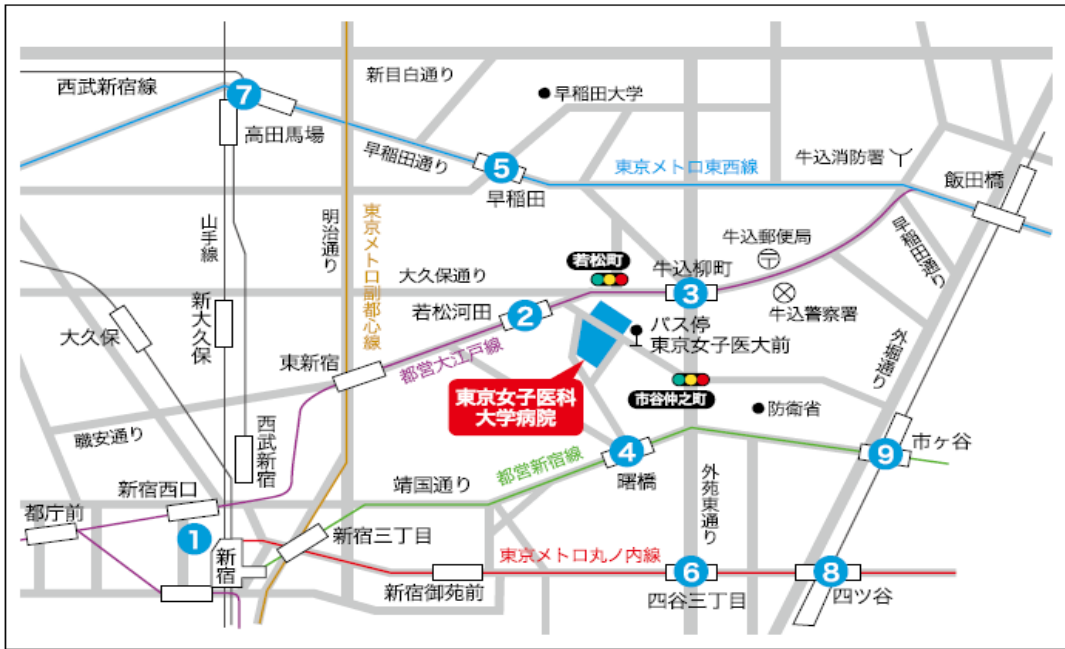 西武新宿線
新目白通り
早稲田大学
7
高田馬場
早稲田通り
5
早稲田
東京メトロ東西線
牛込消防署
飯田橋
山手線
明治通り
東京メトロ副都心線
早稲田通り
大久保通り
若松町
牛込柳町
牛込郵便局
〒
3
牛込警察署
大久保
新大久保
若松河田
2
バス停
東京女子医大前
外堀通り
東新宿
都営大江戸線
東京女子医科
大学病院
市谷仲之町
防衛省
職安通り
西武新宿
都営新宿線
4
曙橋
9
市ヶ谷
新宿西口
靖国通り
外苑東通り
都庁前
1
新宿
新宿三丁目
東京メトロ丸ノ内線
新宿御苑前
6
四谷三丁目
8
四ツ谷